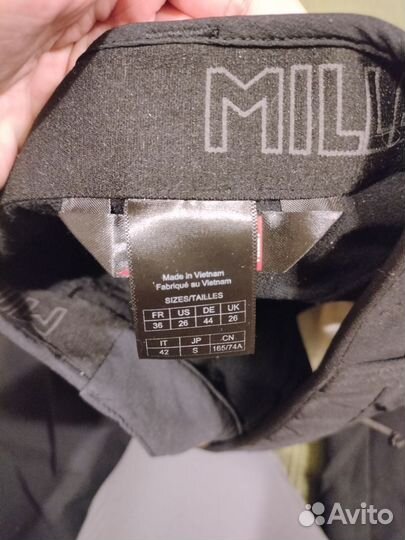 MILL
Made in Vietnam
Fabriqué au Vietnam
SIZES/TAILLES
FR US DE UK
36 26 44 26
IT JP CN
42 S 165/74A
Avito